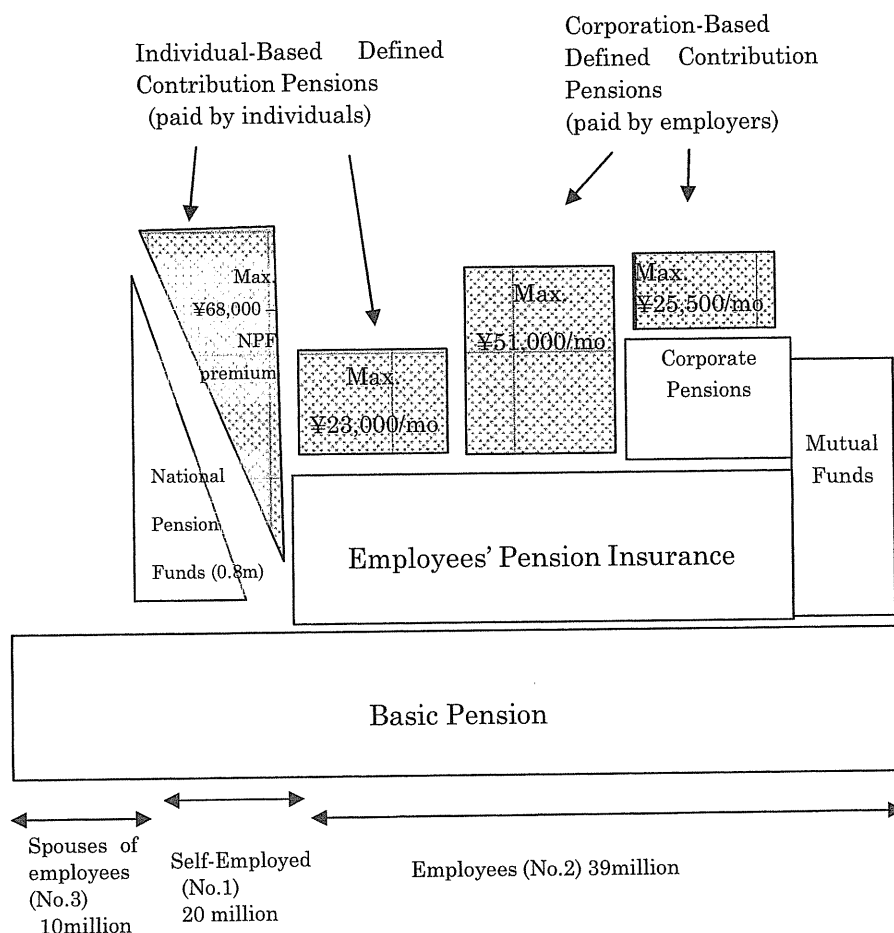 Individual-Based Defined
Contribution Pensions
(paid by individuals)
Corporation-Based
Defined Contribution
Pensions
(paid by employers)
Max.
¥68,000 –
NPF
premium
Max.
¥23,000/mo
Max.
¥51,000/mo
Max.
¥25,500/mo
Corporate
Pensions
Mutual
Funds
National
Pension
Funds (0.8m)
Employees' Pension Insurance
Basic Pension
Spouses of
employees
(No.3)
10million
Self-Employed
(No.1)
20 million
Employees (No.2) 39million